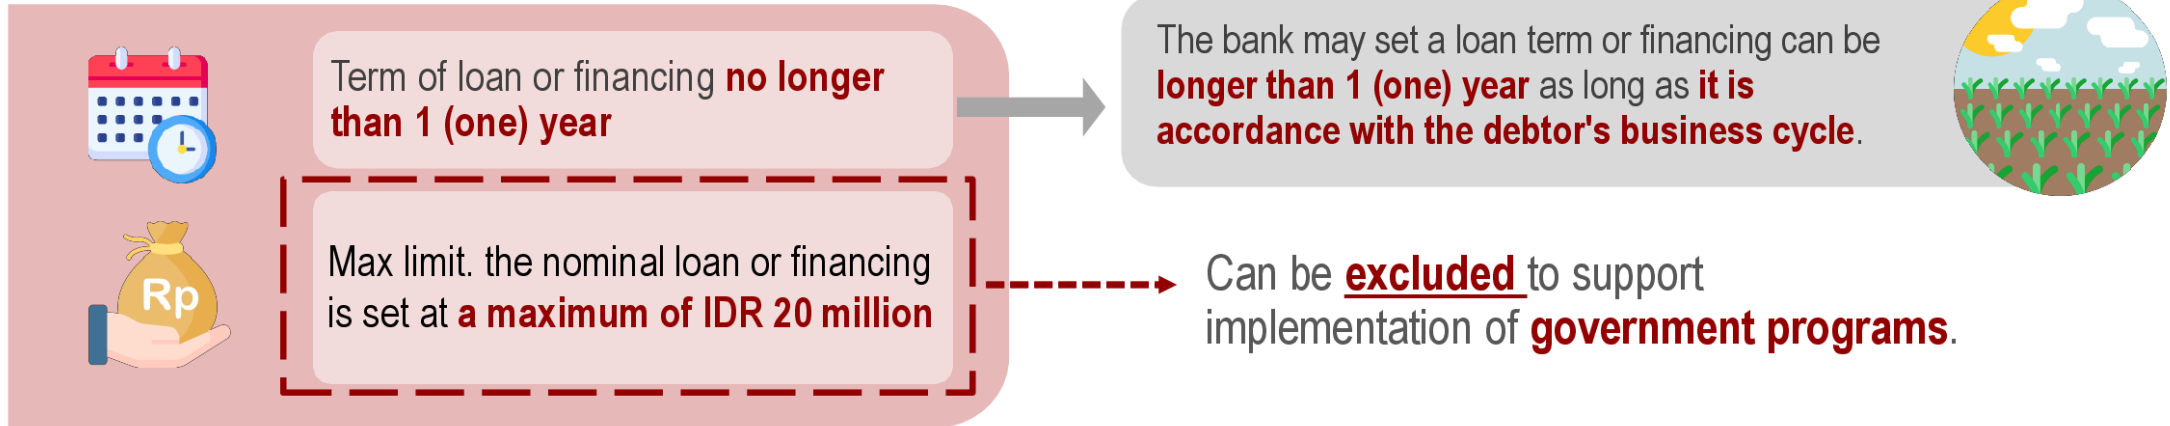 Term of loan or financing no longer
than 1 (one) year
The bank may set a loan term or financing can be
longer than 1 (one) year as long as it is
accordance with the debtor's business cycle.
Rp
Max limit. the nominal loan or financing
is set at a maximum of IDR 20 million
Can be excluded to support
implementation of government programs.